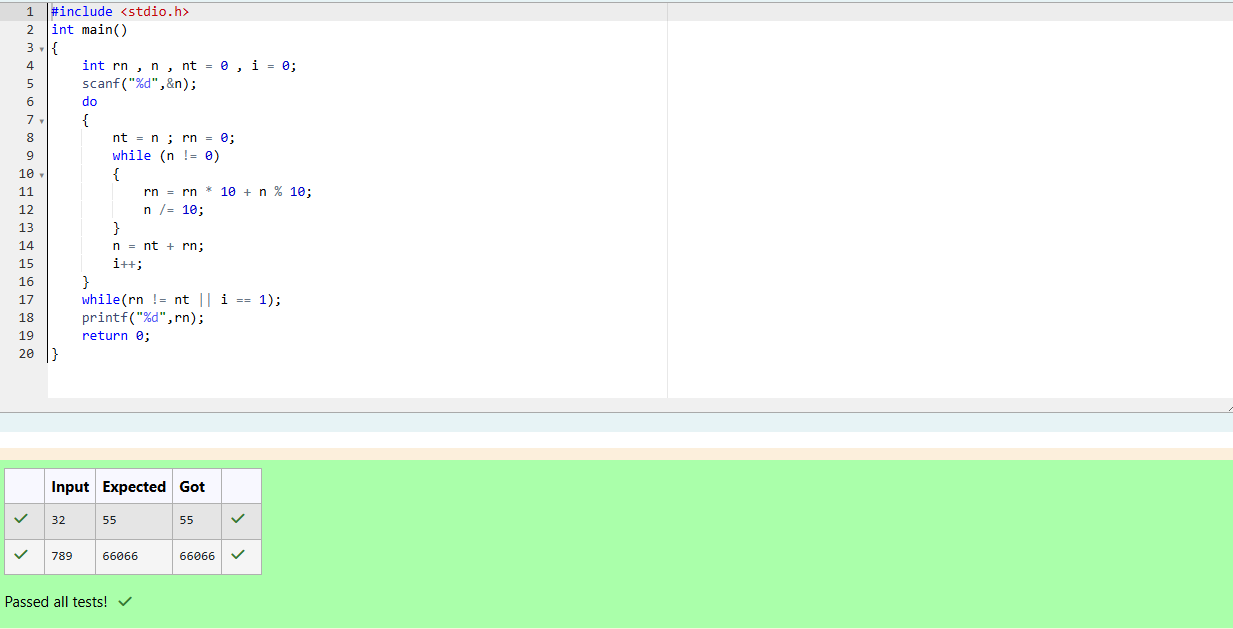 1 #include <stdio.h>
2 int main()
3 {
4 int rn , n , nt = 0 , i = 0;
5 scanf("%d",&n);
6 do
7 {
8 nt = n ; rn = 0;
9 while (n != 0)
10 {
11 rn = rn * 10 + n % 10;
12 n /= 10;
13 }
14 n = nt + rn;
15 i++;
16 }
17 while(rn != nt || i == 1);
18 printf("%d",rn);
19 return 0;
20 }
Input Expected Got
32 55 55
789 66066 66066
Passed all tests!